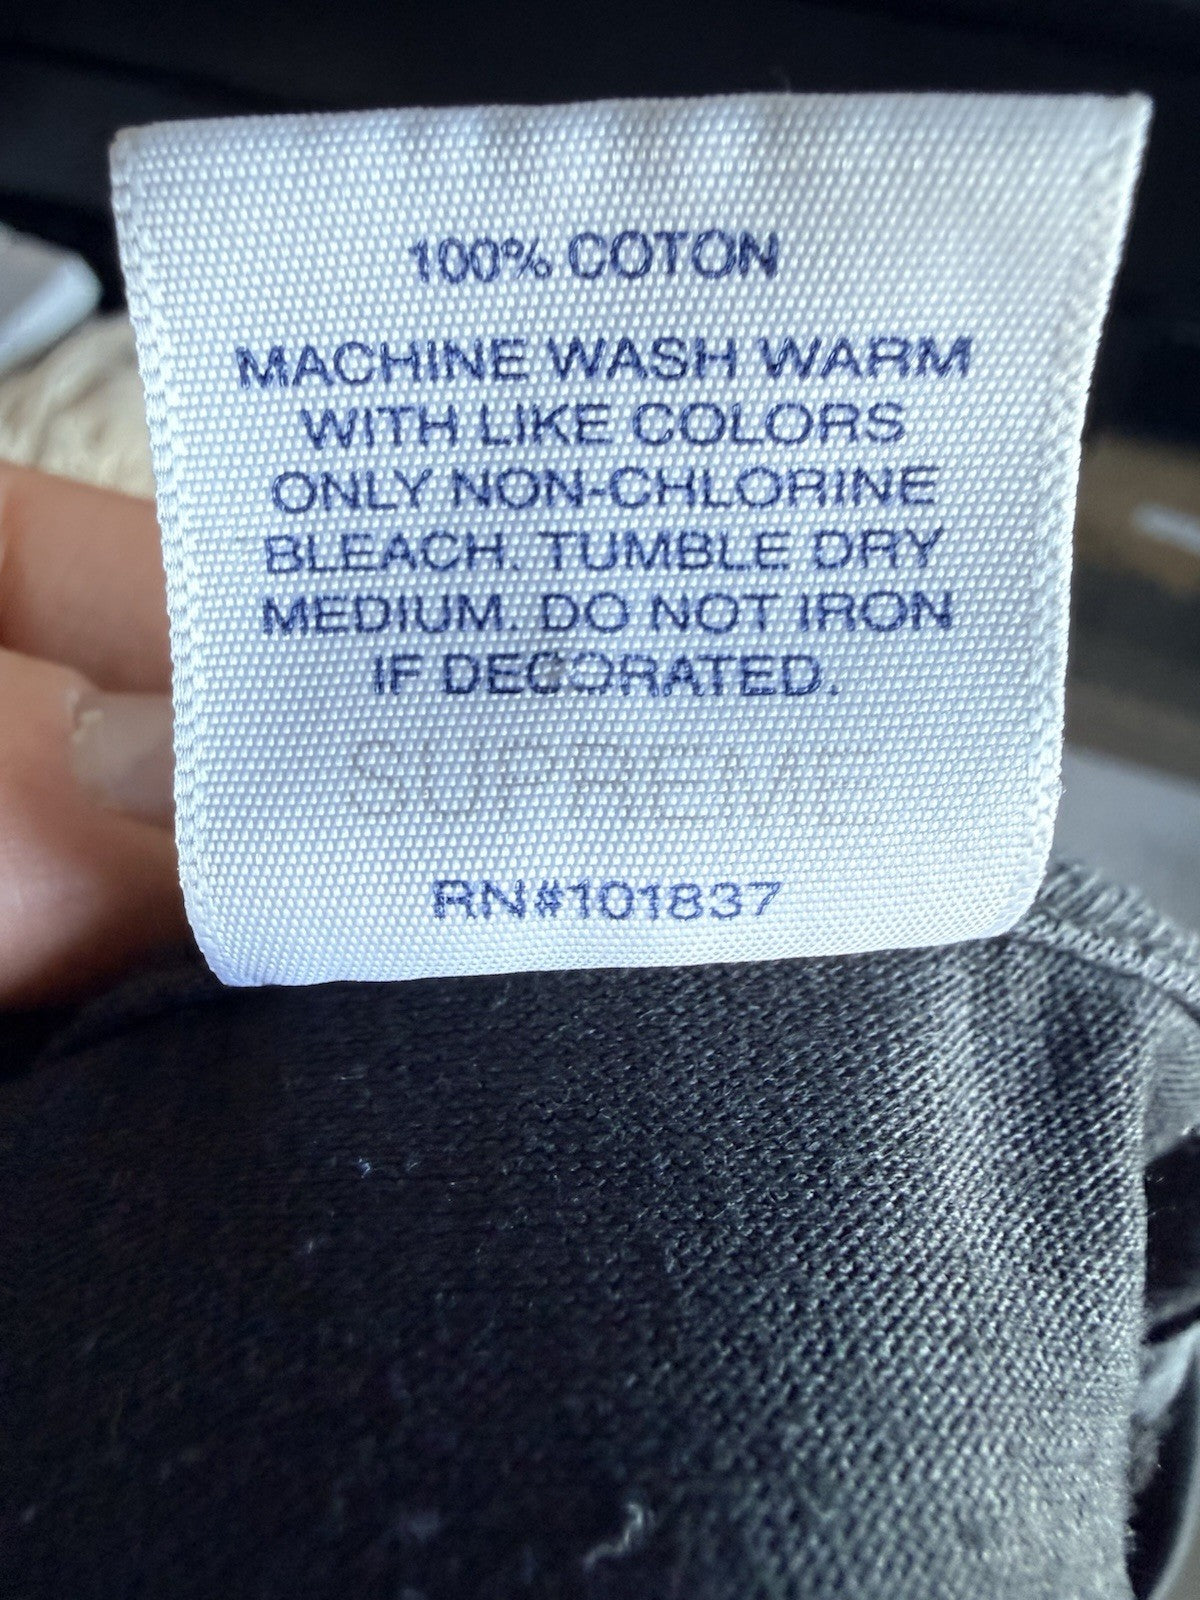 100% COTON
MACHINE WASH WARM
WITH LIKE COLORS
ONLY NON-CHLORINE
BLEACH. TUMBLE DRY
MEDIUM. DO NOT IRON
IF DECORATED.
SUPREME
RN#101837